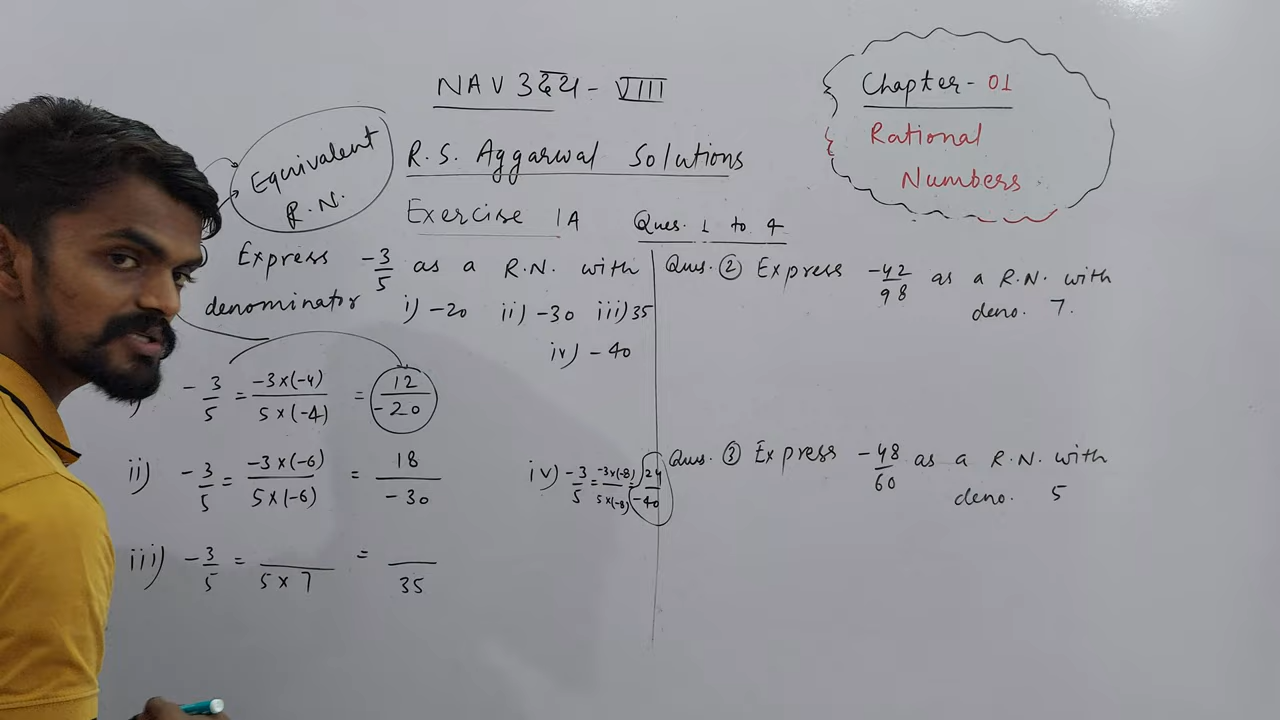 NAV उदय - VIII
Chapter - 01
Rational
Numbers
Equivalent
R.N.
R.S. Aggarwal Solutions
Exercise 1A Ques. 1 to 4
Express -3/5 as a R.N. with
denominator i) -20 ii) -30 iii) 35
iv) -40
-3/5 = -3×(-4)/5×(-4) = 12/-20
ii) -3/5 = -3×(-6)/5×(-6) = 18/-30
iii) -3/5 = /5×7 = /35
iv) -3/5 = -3×(-8)/5×(-8) = 24/-40
Ques. ② Express -42/98 as a R.N. with
deno. 7.
Ques. ③ Express -48/60 as a R.N. with
deno. 5